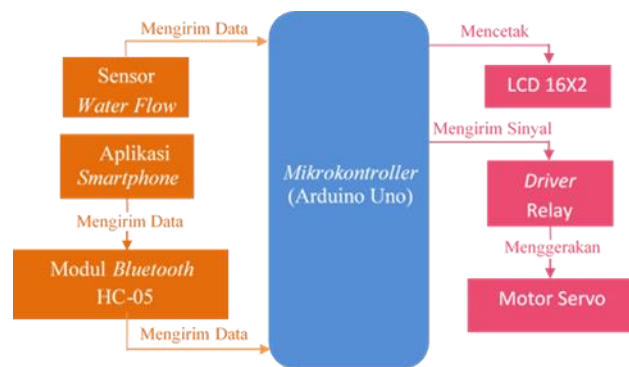 Mengirim Data
Sensor
Water Flow
Aplikasi
Smartphone
Mengirim Data
Modul Bluetooth
HC-05
Mengirim Data
Mikrokontroller
(Arduino Uno)
Mencetak
LCD 16X2
Mengirim Sinyal
Driver
Relay
Menggerakan
Motor Servo